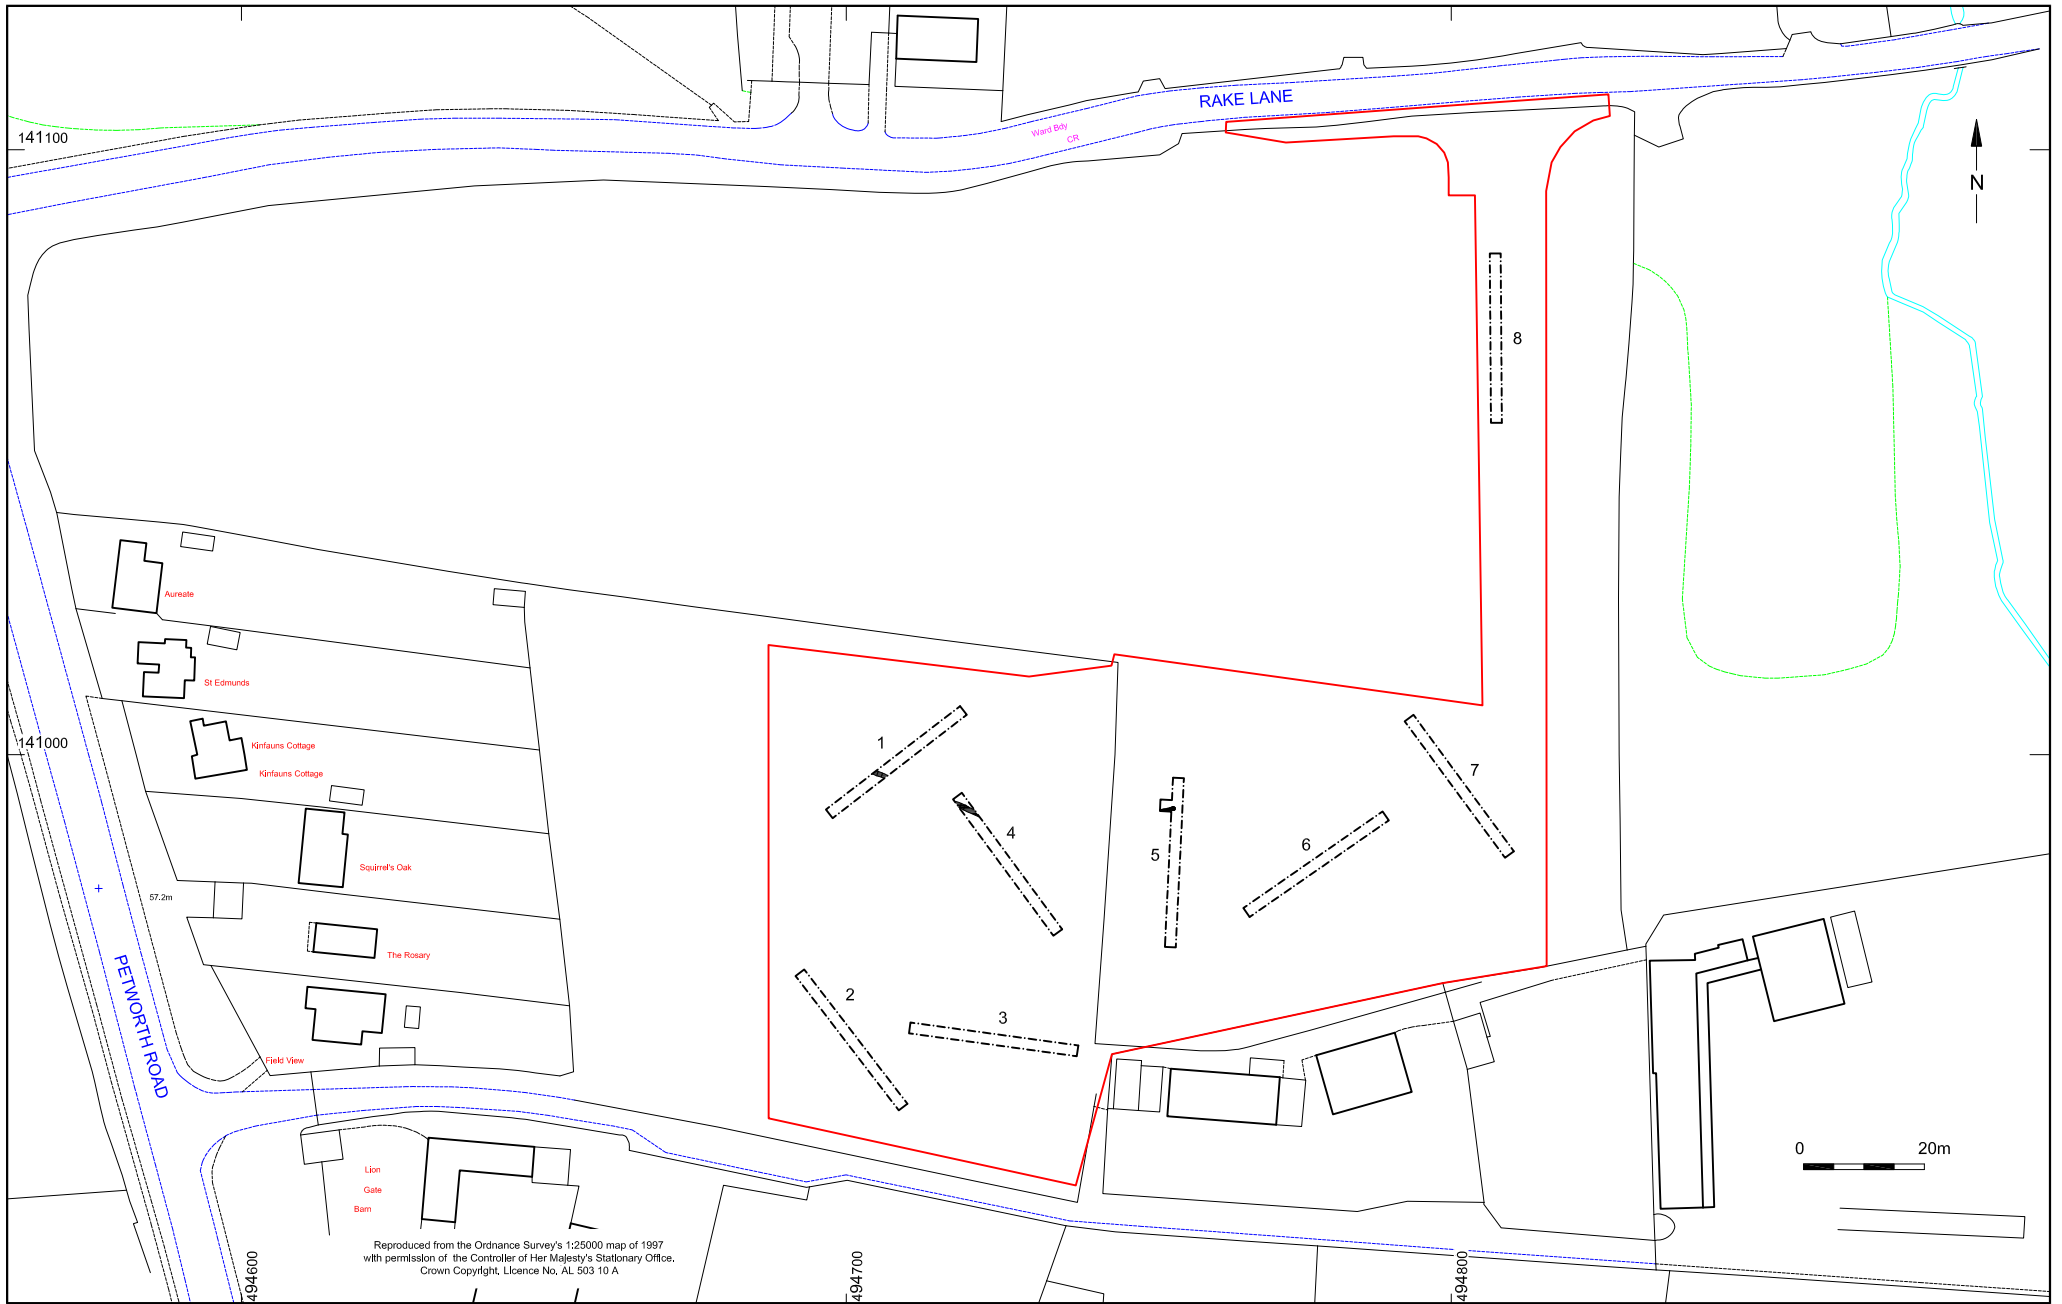 RAKE LANE
Ward Bdy
CR
141100
N
8
Aureate
St Edmunds
141000
Kinfauns Cottage
Kinfauns Cottage
1
7
4
6
5
Squirrel's Oak
57.2m
The Rosary
PETWORTH ROAD
2
3
Field View
0 20m
Lion
Gate
Barn
Reproduced from the Ordnance Survey's 1:25000 map of 1997
with permission of the Controller of Her Majesty's Stationary Office.
Crown Copyright, Licence No. AL 503 10 A
494600
494700
494800